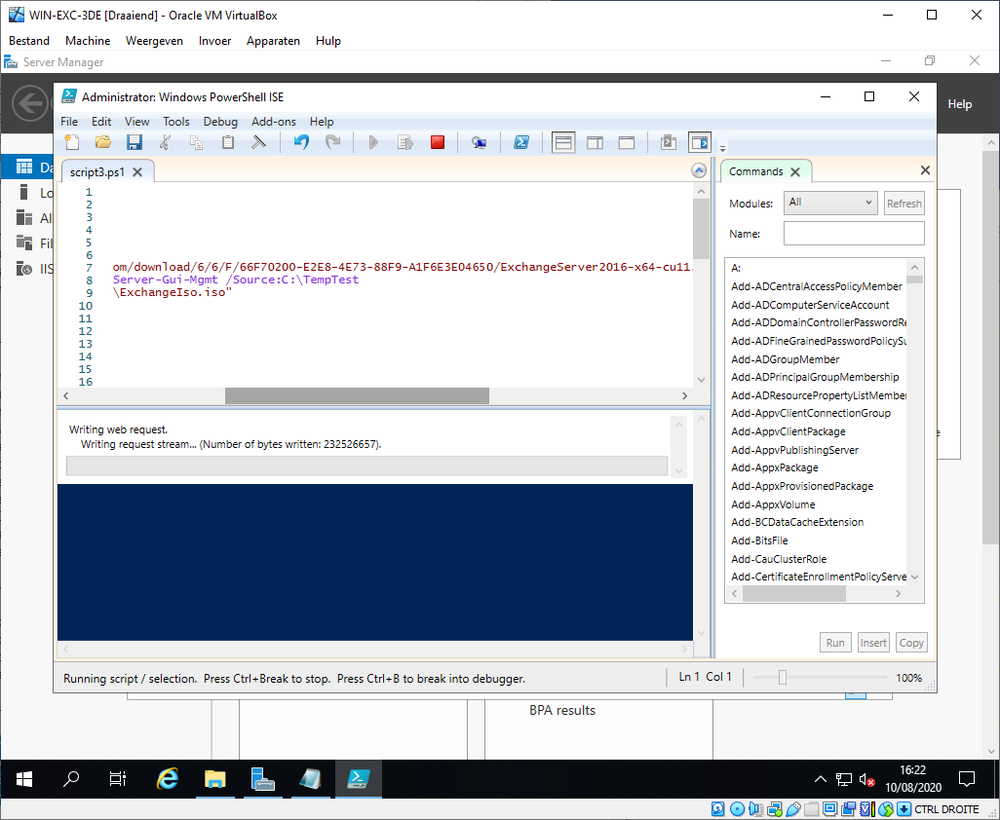 WIN-EXC-3DE [Draaiend] - Oracle VM VirtualBox
Bestand Machine Weergeven Invoer Apparaten Hulp
Server Manager
Help
Administrator: Windows PowerShell ISE
File Edit View Tools Debug Add-ons Help
script3.ps1
1
2
3
4
5
6
7 om/download/6/6/F/66F70200-E2E8-4E73-88F9-A1F6E3E04650/ExchangeServer2016-x64-cu11.
8 Server-Gui-Mgmt /Source:C:\TempTest
9 \ExchangeIso.iso"
10
11
12
13
14
15
16
Writing web request.
Writing request stream... (Number of bytes written: 232526657).
Commands
Modules: All Refresh
Name:
A:
Add-ADCentralAccessPolicyMember
Add-ADComputerServiceAccount
Add-ADDomainControllerPasswordRe
Add-ADFineGrainedPasswordPolicySu
Add-ADGroupMember
Add-ADPrincipalGroupMembership
Add-ADResourcePropertyListMember
Add-AppvClientConnectionGroup
Add-AppvClientPackage
Add-AppvPublishingServer
Add-AppxPackage
Add-AppxProvisionedPackage
Add-AppxVolume
Add-BCDataCacheExtension
Add-BitsFile
Add-CauClusterRole
Add-CertificateEnrollmentPolicyServe
Run Insert Copy
Running script / selection. Press Ctrl+Break to stop. Press Ctrl+B to break into debugger.
Ln 1 Col 1
100%
Da
Lo
Al
Fil
IIS
e
BPA results
16:22
10/08/2020
CTRL DROITE